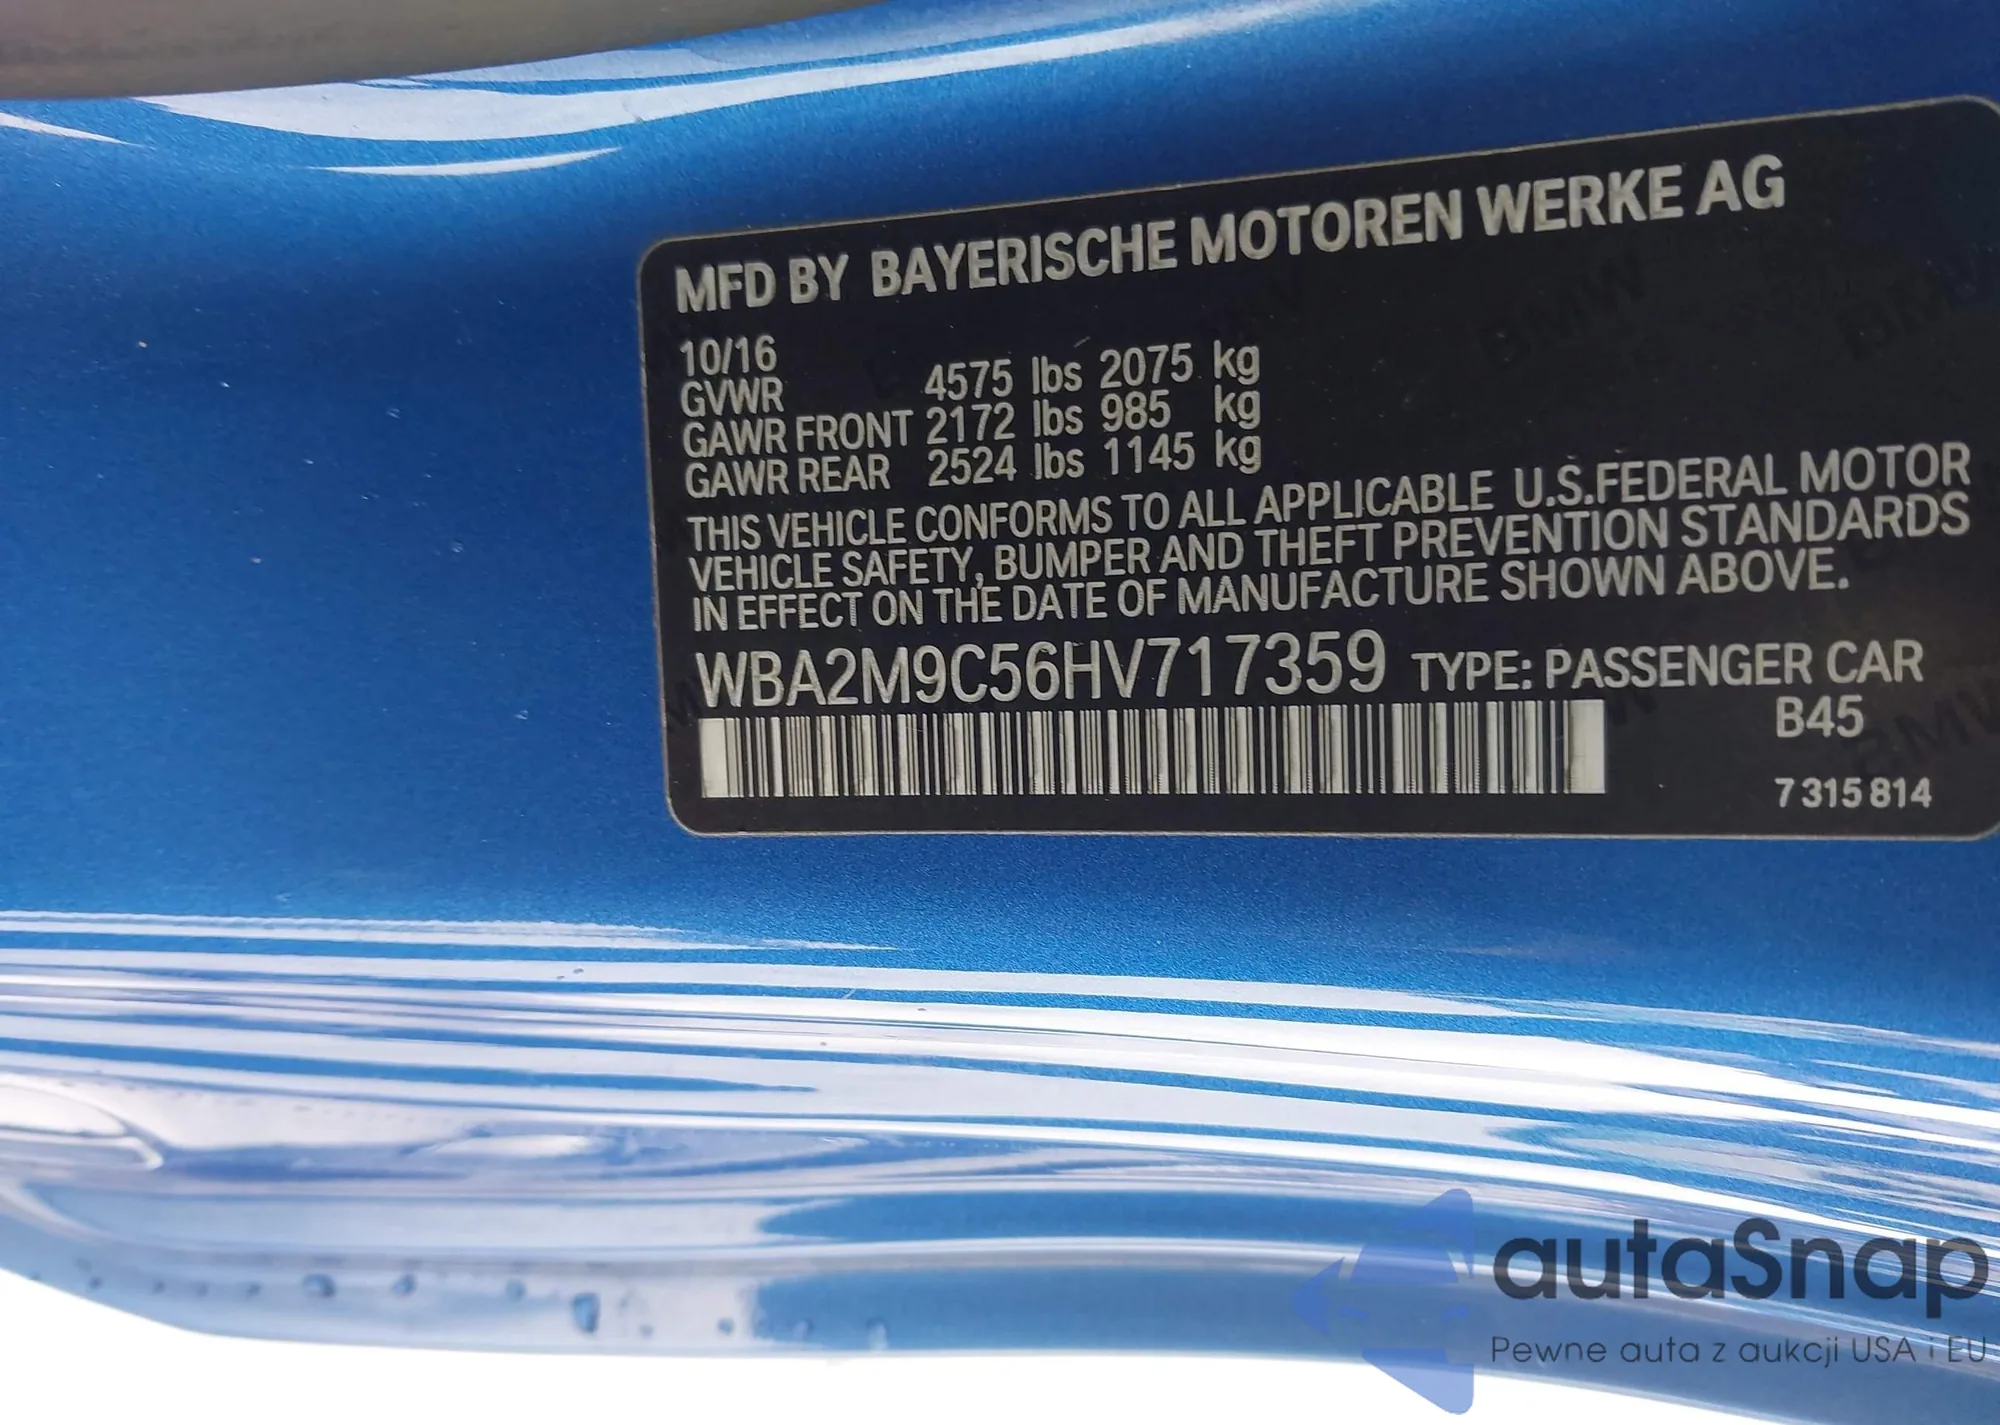 MFD BY BAYERISCHE MOTOREN WERKE AG
10/16
GVWR 4575 lbs 2075 kg
GAWR FRONT 2172 lbs 985 kg
GAWR REAR 2524 lbs 1145 kg
THIS VEHICLE CONFORMS TO ALL APPLICABLE U.S.FEDERAL MOTOR
VEHICLE SAFETY, BUMPER AND THEFT PREVENTION STANDARDS
IN EFFECT ON THE DATE OF MANUFACTURE SHOWN ABOVE.
WBA2M9C56HV717359 TYPE: PASSENGER CAR
B45
7 315 814
autaSnap
Pewne auta z aukcji USA i EU